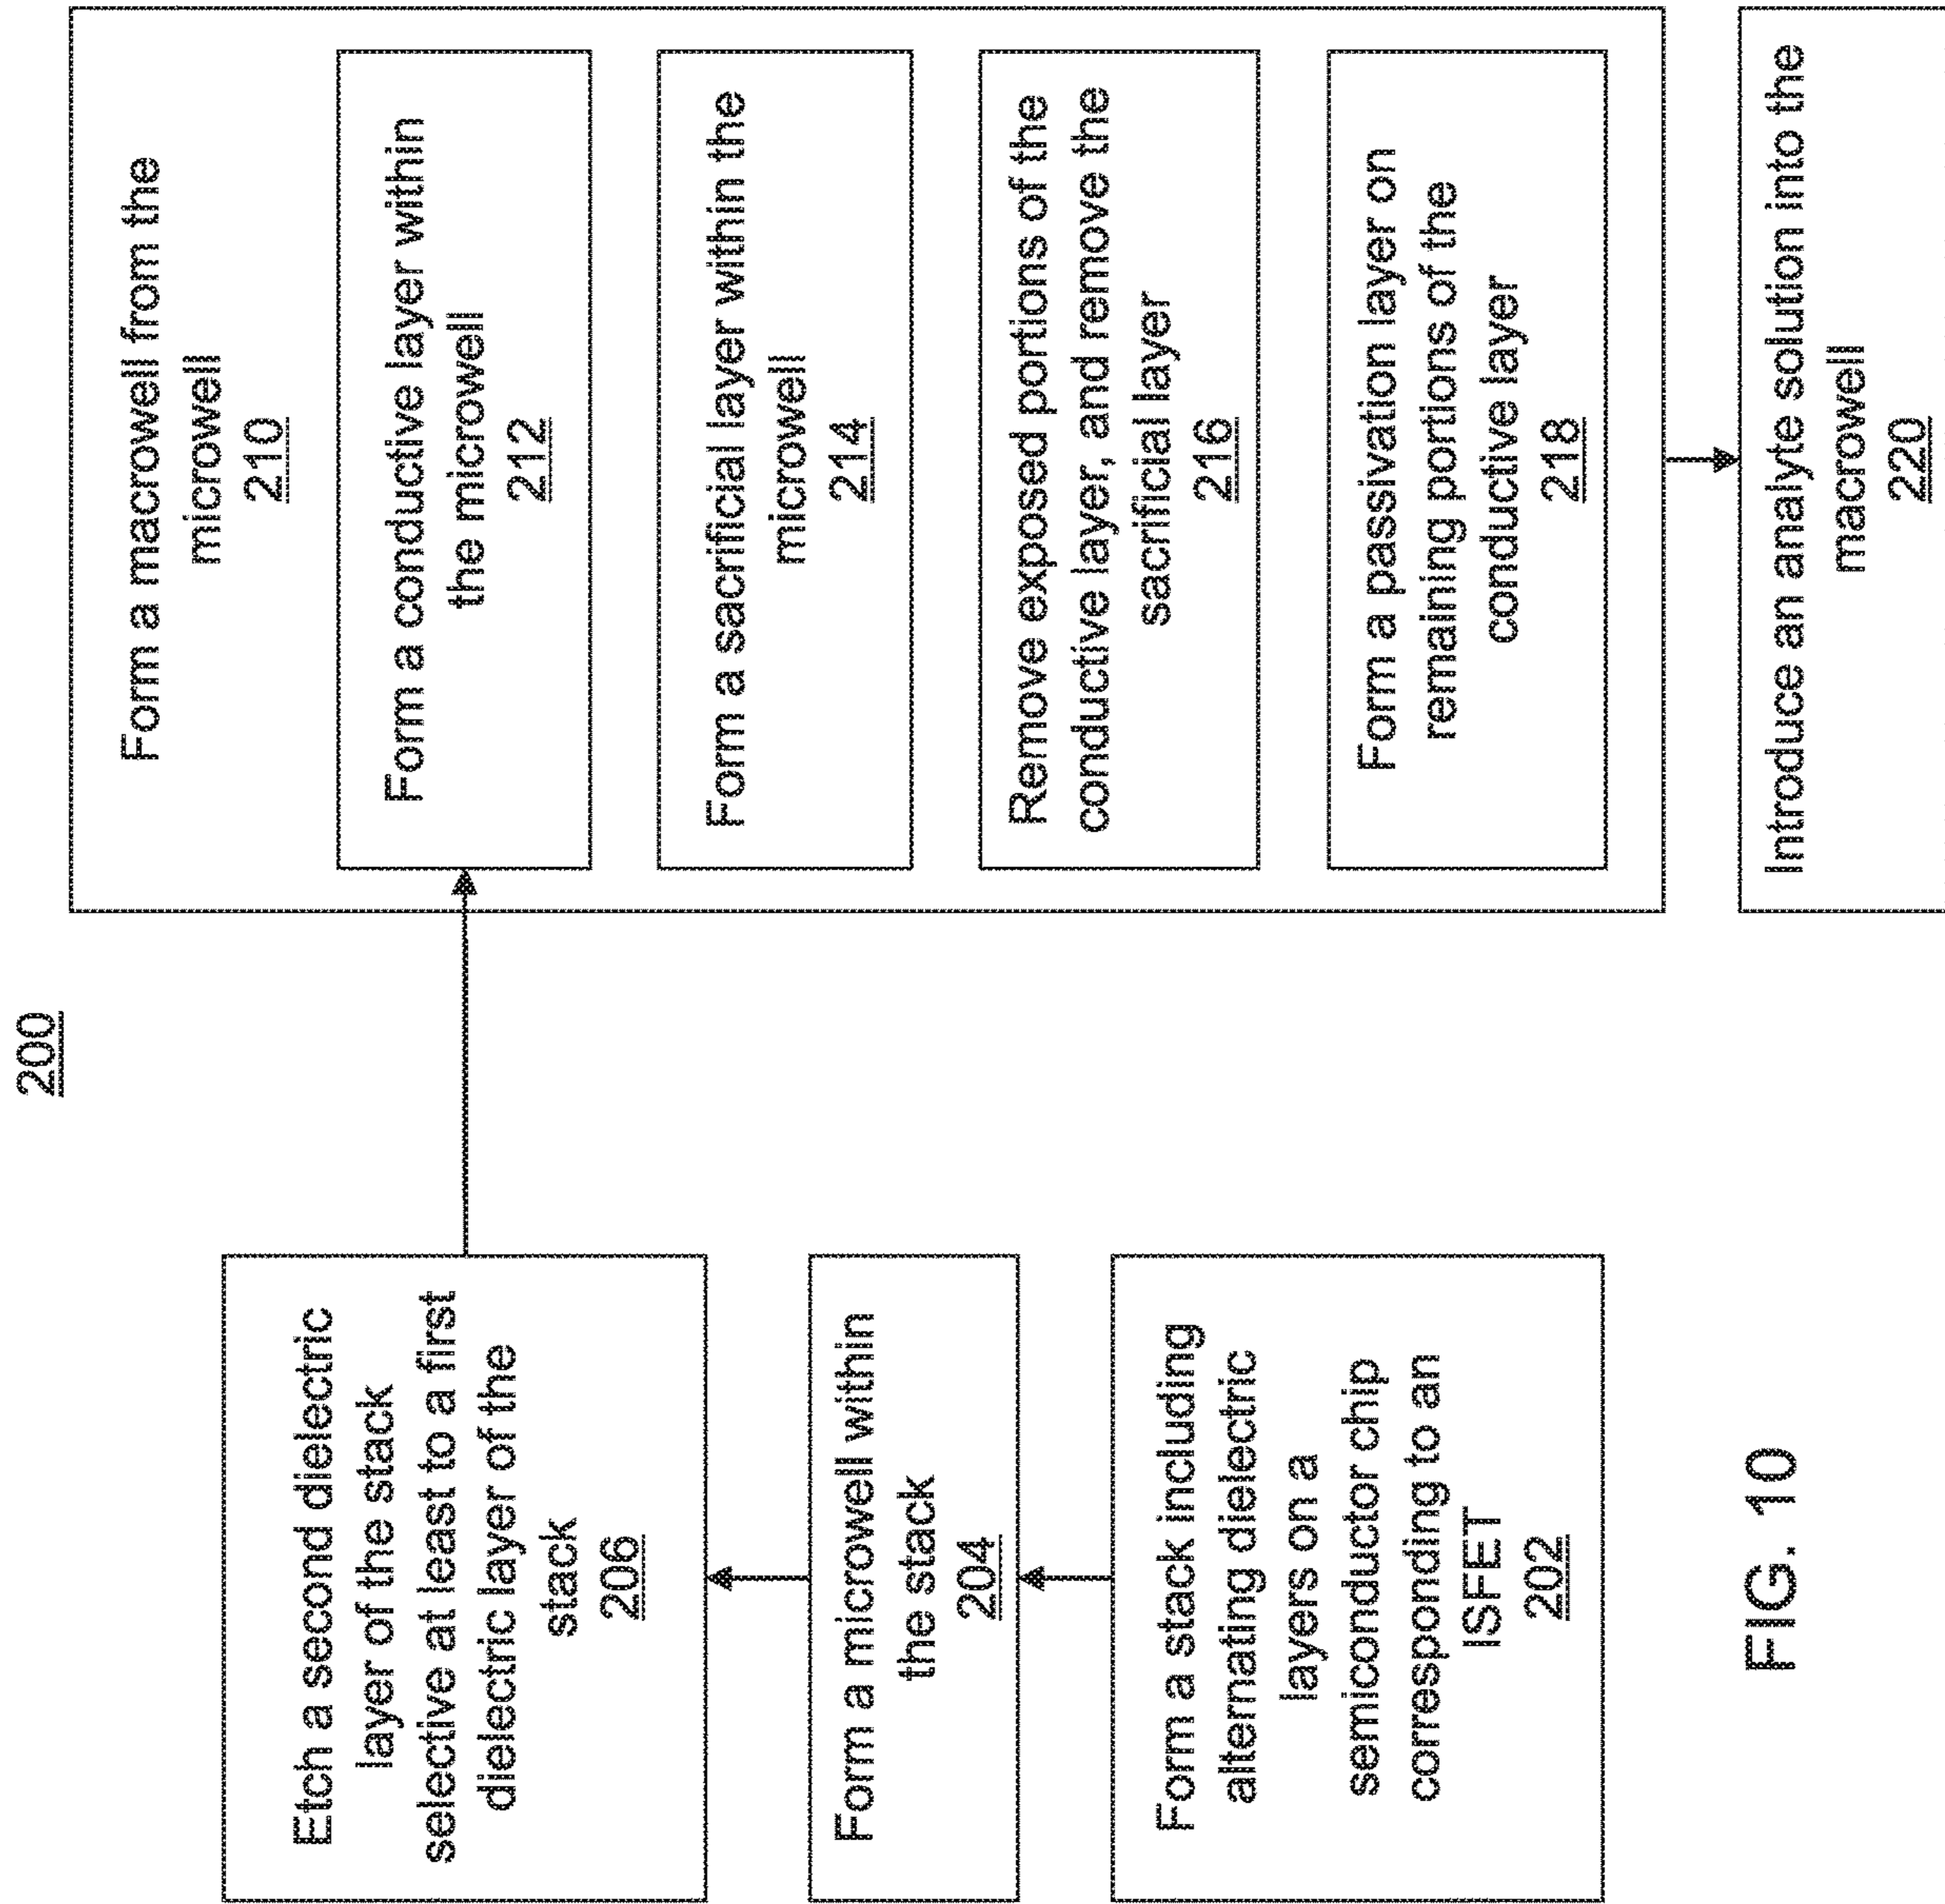 200
Form a stack including
alternating dielectric
layers on a
semiconductor chip
corresponding to an
ISFET
202
Form a microwell within
the stack
204
Etch a second dielectric
layer of the stack
selective at least to a first
dielectric layer of the
stack
206
Form a macrowell from the
microwell
210
Form a conductive layer within
the microwell
212
Form a sacrificial layer within the
microwell
214
Remove exposed portions of the
conductive layer, and remove the
sacrificial layer
216
Form a passivation layer on
remaining portions of the
conductive layer
218
Introduce an analyte solution into the
macrowell
220
FIG. 10